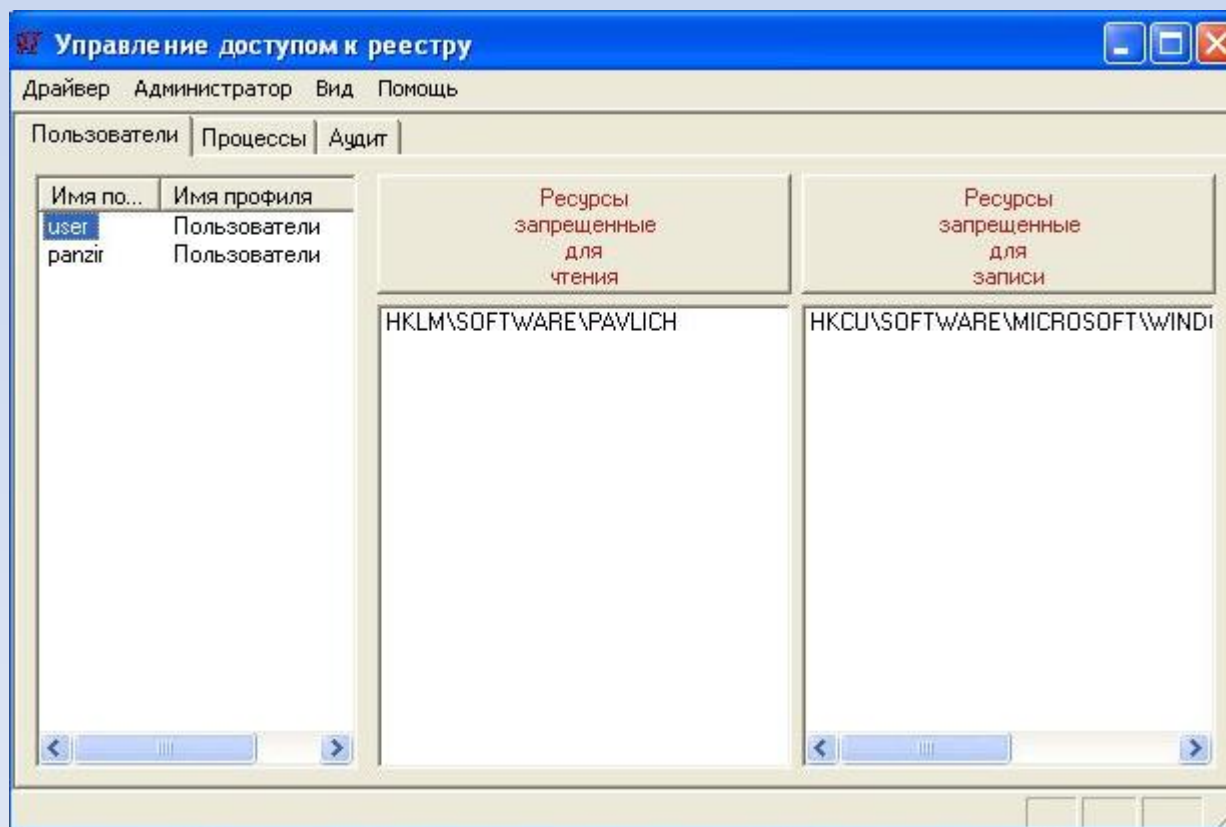 Управление доступом к реестру
Драйвер Администратор Вид Помощь
Пользователи Процессы Аудит
Имя по... Имя профиля
user Пользователи
panzir Пользователи
Ресурсы
запрещенные
для
чтения
HKLM\SOFTWARE\PAVLICH
Ресурсы
запрещенные
для
записи
HKCU\SOFTWARE\MICROSOFT\WIND